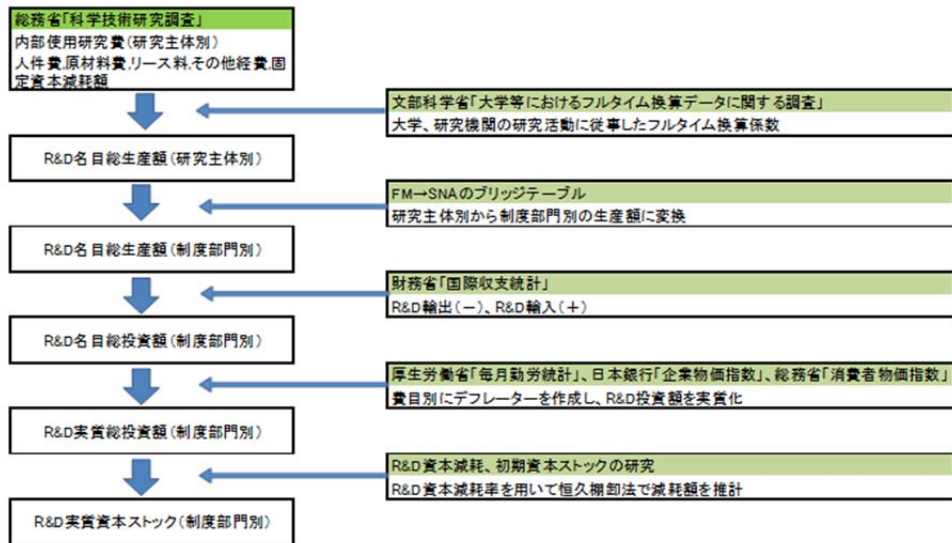 総務省「科学技術研究調査」
内部使用研究費(研究主体別)
人件費,原材料費,リース料,その他経費,固
定資本減耗額
文部科学省「大学等におけるフルタイム換算データに関する調査」
大学、研究機関の研究活動に従事したフルタイム換算係数
R&D名目総生産額(研究主体別)
FM→SNAのブリッジテーブル
研究主体別から制度部門別の生産額に変換
R&D名目総生産額(制度部門別)
財務省「国際収支統計」
R&D輸出(-)、R&D輸入(+)
R&D名目総投資額(制度部門別)
厚生労働省「毎月勤労統計」、日本銀行「企業物価指数」、総務省「消費者物価指数」
費目別にデフレーターを作成し、R&D投資額を実質化
R&D実質総投資額(制度部門別)
R&D資本減耗、初期資本ストックの研究
R&D資本減耗率を用いて恒久棚卸法で減耗額を推計
R&D実質資本ストック(制度部門別)